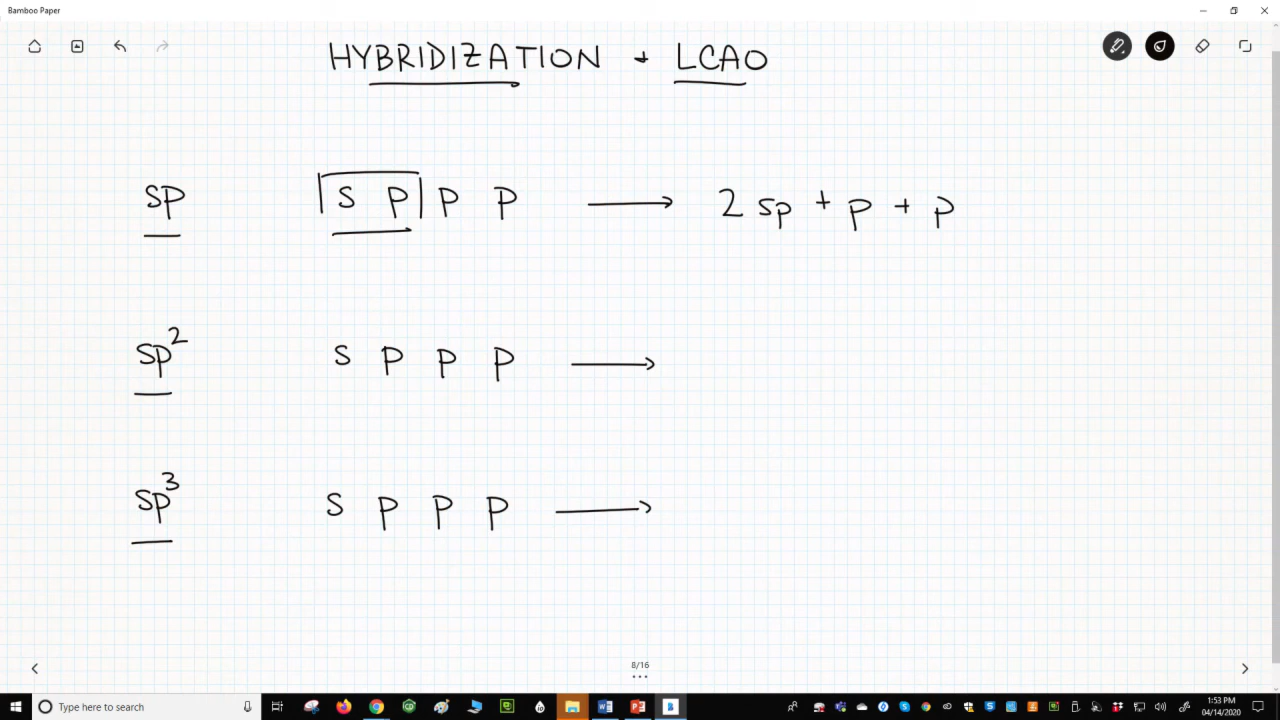 Bamboo Paper
HYBRIDIZATION + LCAO
sp s p p p → 2 sp + p + p
sp² s p p p →
sp³ s p p p →
8/16
Type here to search
1:53 PM
04/14/2020